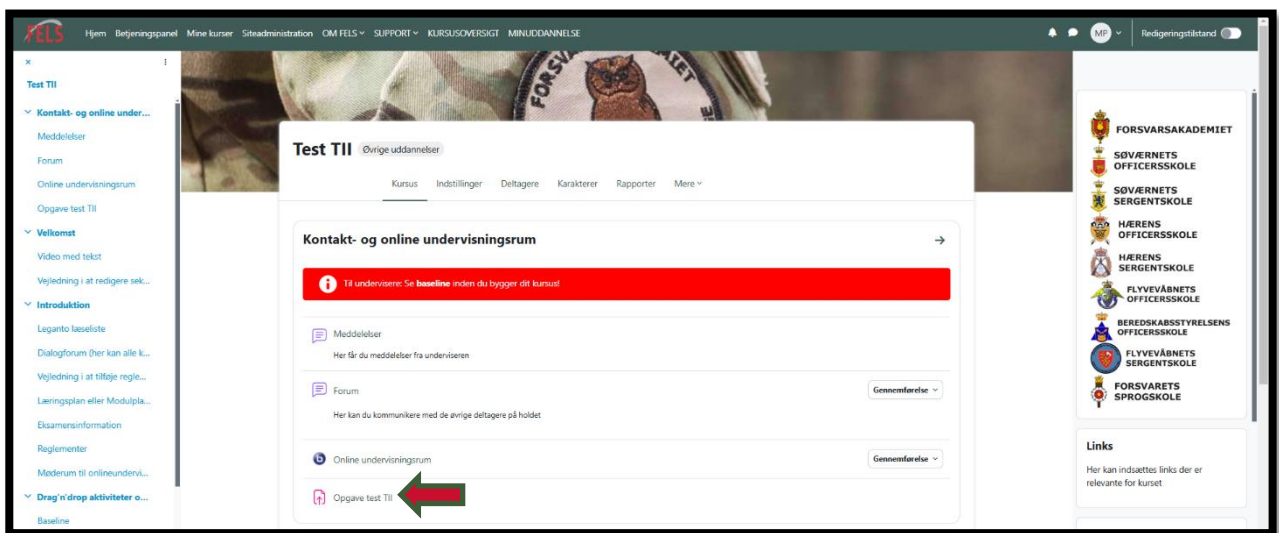 FELS
Hjem Betjeningspanel Mine kurser Siteadministration OM FELS SUPPORT KURSUSOVERSIGT MINUDDANNELSE
MP
Redigeringstilstand
Test TII
Kontakt- og online under...
Meddelelser
Forum
Online undervisningsrum
Opgave test TII
Velkomst
Video med tekst
Vejledning i at redigere sek...
Introduktion
Leganto læseliste
Dialogforum (her kan alle k...
Vejledning i at tilføje regle...
Læringsplan eller Modulpla...
Eksamensinformation
Reglementer
Møderum til onlineundervi...
Drag'n'drop aktiviteter o...
Baseline
Test TII Øvrige uddannelser
Kursus Indstillinger Deltagere Karakterer Rapporter Mere
Kontakt- og online undervisningsrum
Til undervisere: Se baseline inden du bygger dit kursus!
Meddelelser
Her får du meddelelser fra underviseren
Forum
Gennemførelse
Her kan du kommunikere med de øvrige deltagere på holdet
Online undervisningsrum
Gennemførelse
Opgave test TII
FORSVARSAKADEMIET
SØVÆRNETS
OFFICERSSKOLE
SØVÆRNETS
SERGENTSKOLE
HÆRENS
OFFICERSSKOLE
HÆRENS
SERGENTSKOLE
FLYVEVÅBNETS
OFFICERSSKOLE
BEREDSKABSSTYRELSENS
OFFICERSSKOLE
FLYVEVÅBNETS
SERGENTSKOLE
FORSVARETS
SPROGSKOLE
Links
Her kan indsættes links der er
relevante for kurset